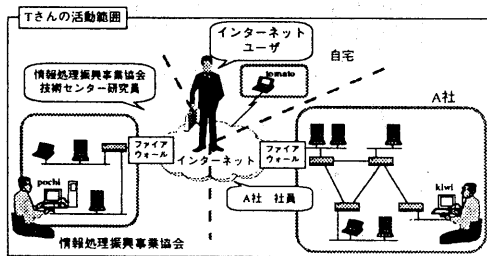 Tさんの活動範囲
インターネット
ユーザ
自宅
tomato
情報処理振興事業協会
技術センター研究員
A社
ファイア
ウォール
インターネット
ファイア
ウォール
pochi
kiwi
A社 社員
情報処理振興事業協会